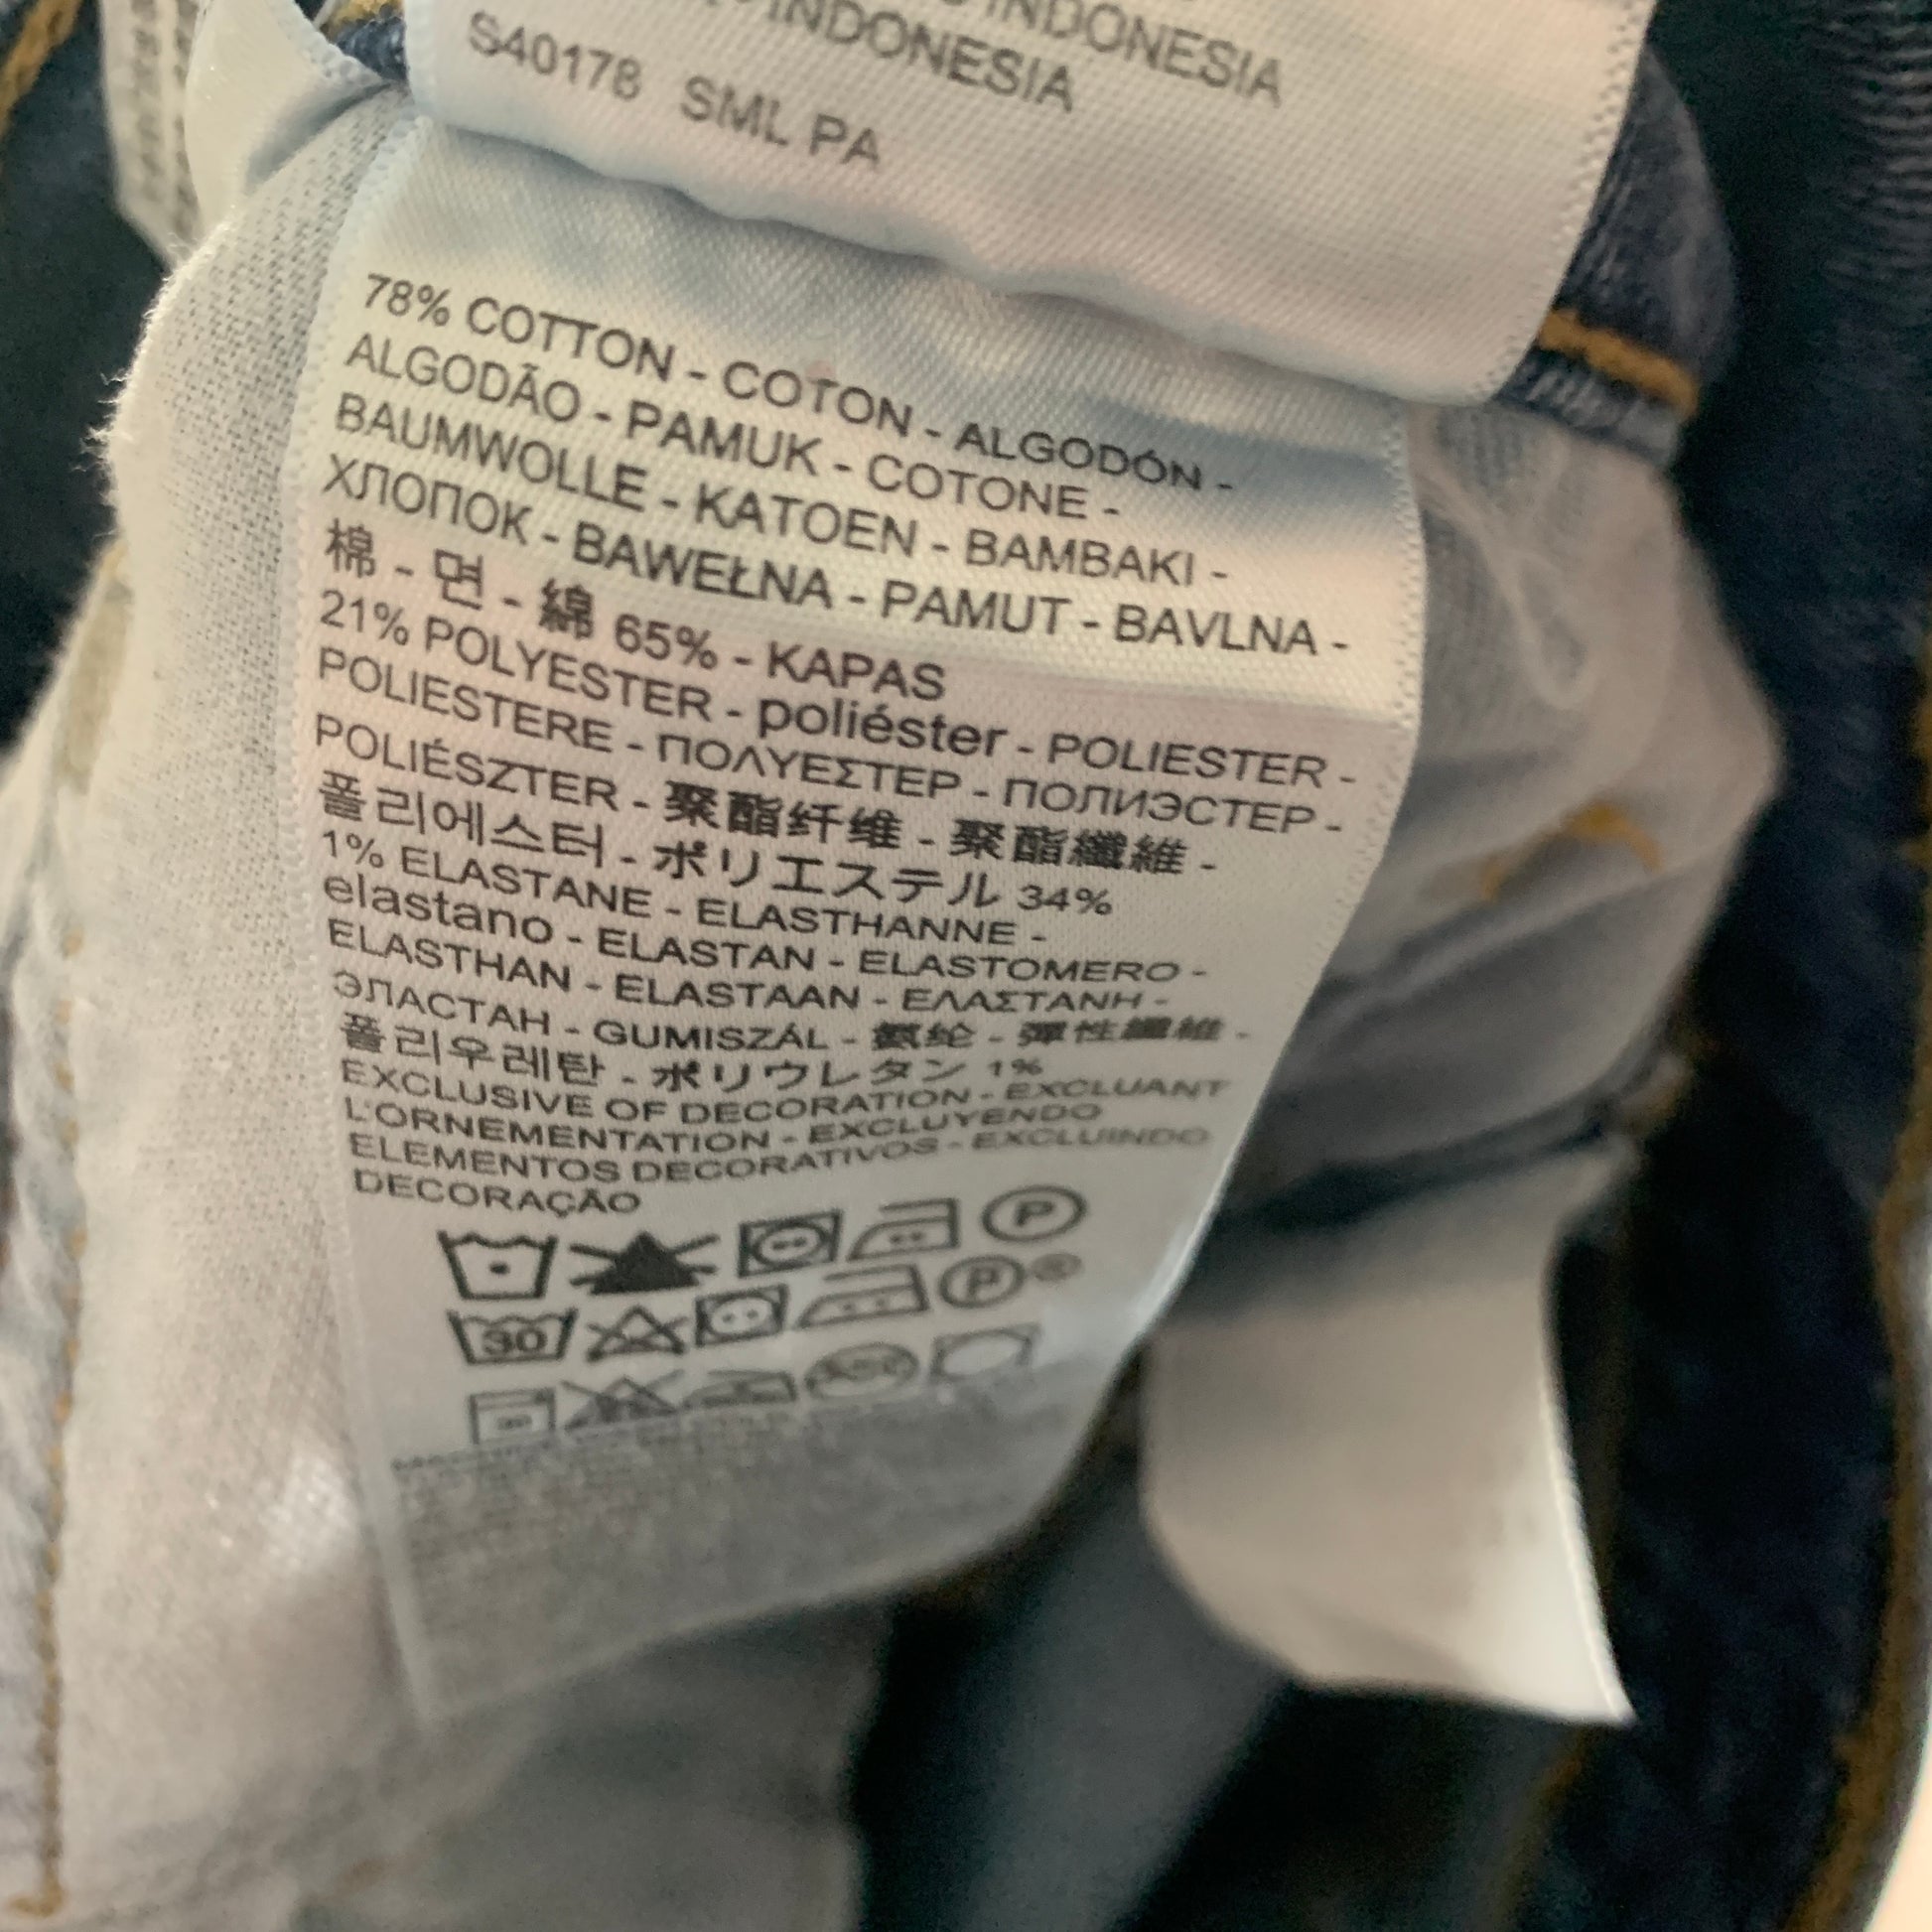 INDONESIA
INDONESIA
S40178 SML PA
78% COTTON - COTON - ALGODÓN -
ALGODÃO - PAMUK - COTONE -
BAUMWOLLE - KATOEN - BAMBAKI -
ХЛОПОК - BAWEŁNA - PAMUT - BAVLNA -
棉 - 면 - 綿 65% - KAPAS
21% POLYESTER - poliéster - POLIESTER -
POLIESTERE - ΠΟΛΥΕΣΤΕΡ - ПОЛИЭСТЕР -
POLIÉSZTER - 聚酯纤维 - 聚酯纖維 -
폴리에스터 - ポリエステル 34%
1% ELASTANE - ELASTHANNE -
elastano - ELASTAN - ELASTOMERO -
ELASTHAN - ELASTAAN - ΕΛΑΣΤΑΝΗ -
ЭЛАСТАН - GUMISZÁL - 氨纶 - 彈性纖維 -
폴리우레탄 - ポリウレタン 1%
EXCLUSIVE OF DECORATION - EXCLUANT
L'ORNEMENTATION - EXCLUYENDO
ELEMENTOS DECORATIVOS - EXCLUINDO
DECORAÇÃO
P
30 P ®
30